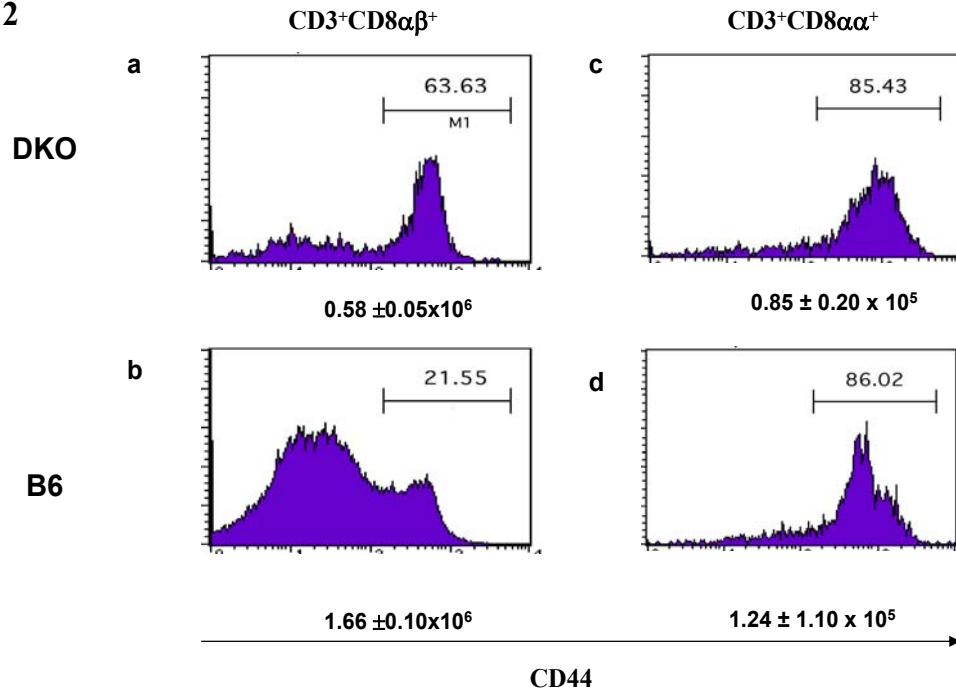 2
CD3⁺CD8αβ⁺
CD3⁺CD8αα⁺
a
63.63
M1
c
85.43
DKO
0.58 ±0.05x10⁶
0.85 ± 0.20 x 10⁵
b
21.55
d
86.02
B6
1.66 ±0.10x10⁶
1.24 ± 1.10 x 10⁵
CD44